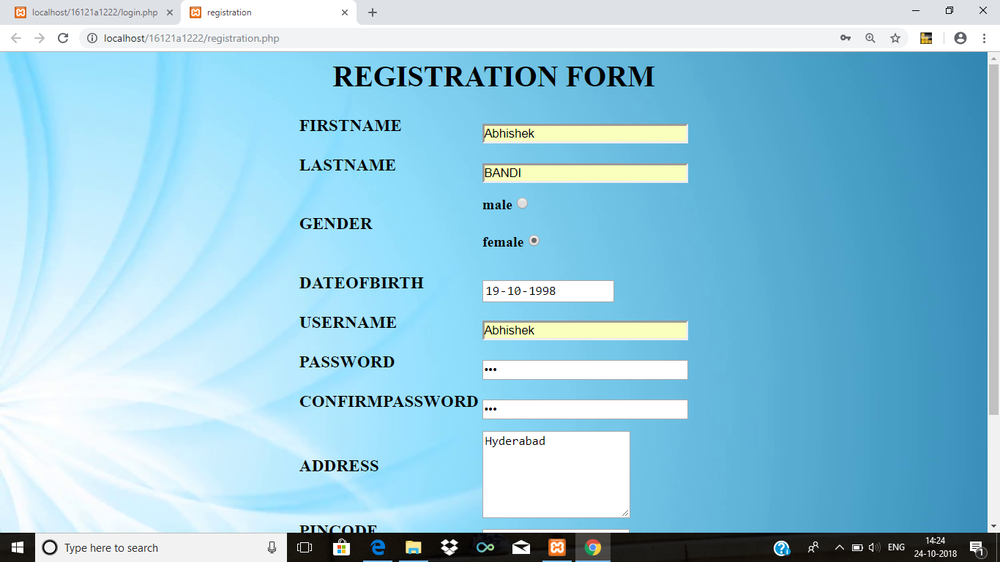 localhost/16121a1222/login.php
registration
localhost/16121a1222/registration.php
REGISTRATION FORM
FIRSTNAME Abhishek
LASTNAME BANDI
male
GENDER
female
DATEOFBIRTH 19-10-1998
USERNAME Abhishek
PASSWORD •••
CONFIRMPASSWORD •••
Hyderabad
ADDRESS
PINCODE
Type here to search
ENG
14:24
24-10-2018
1